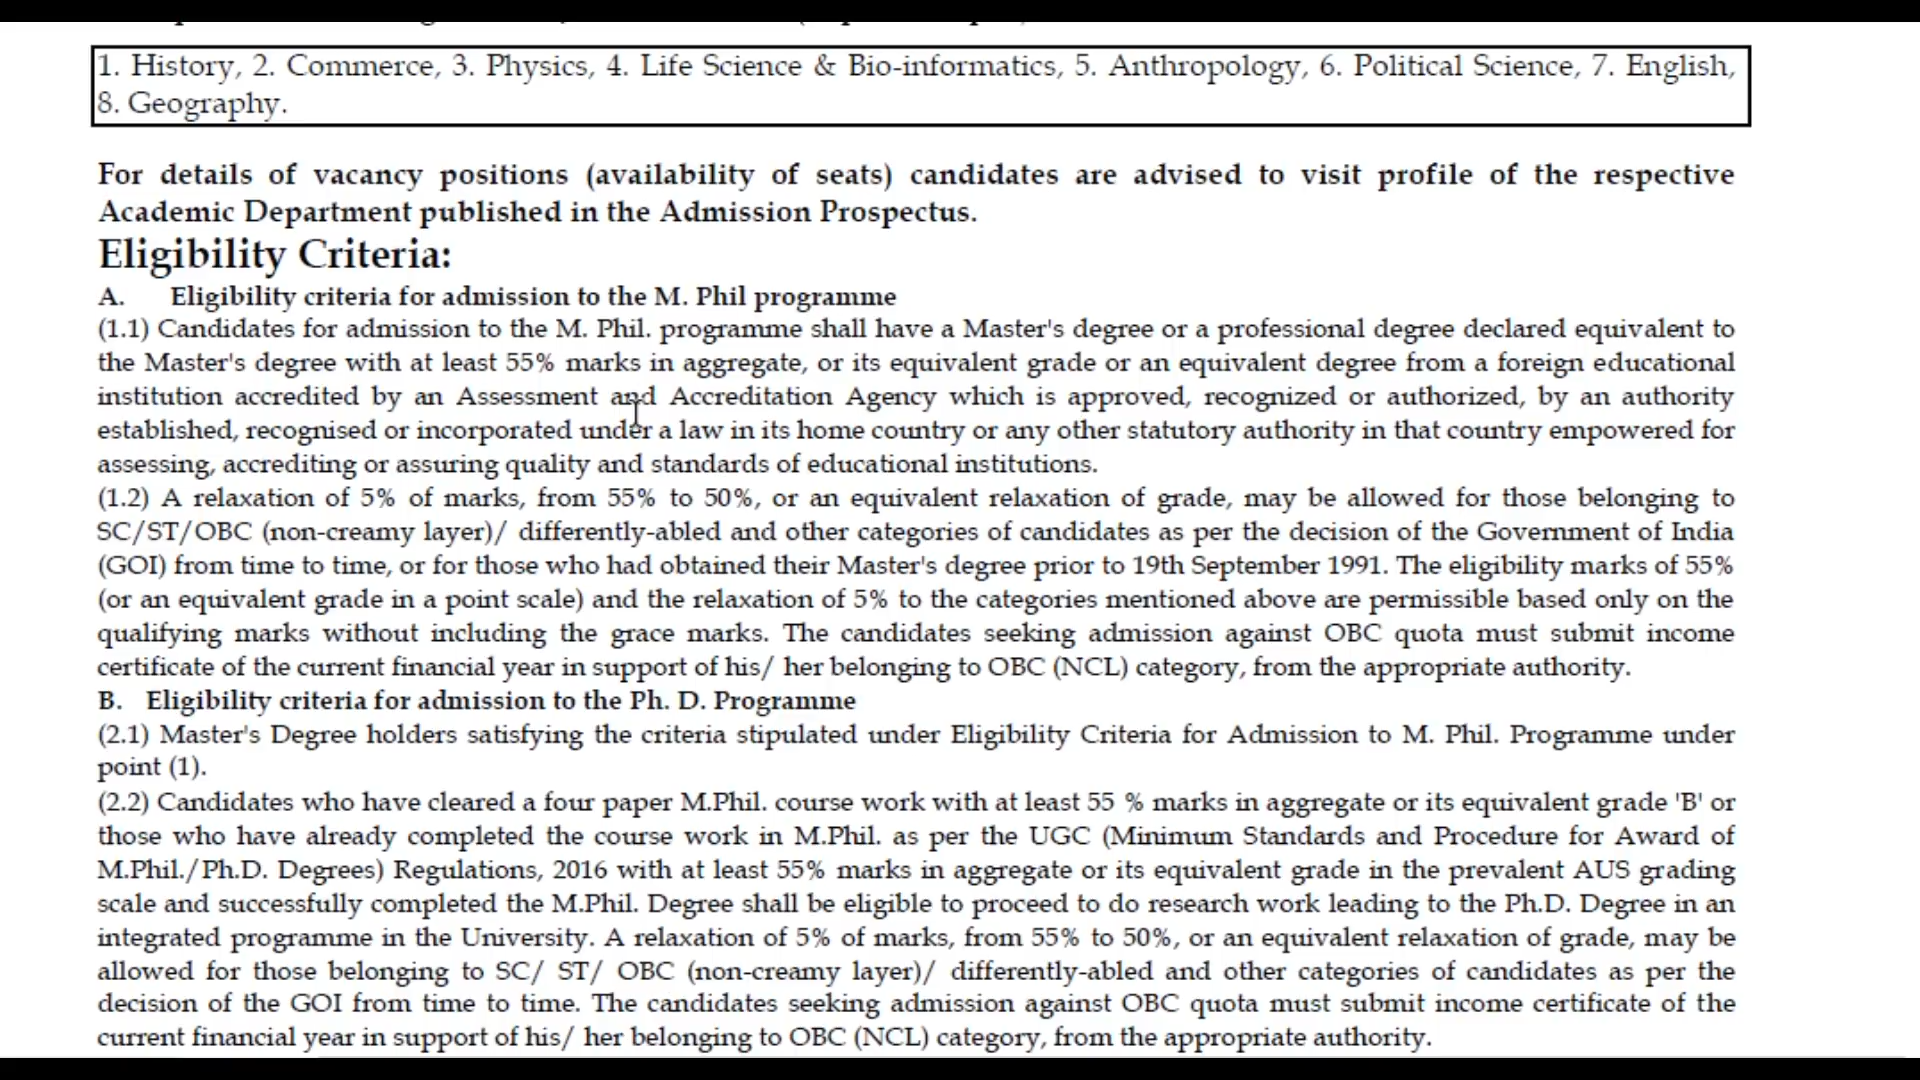 1. History, 2. Commerce, 3. Physics, 4. Life Science & Bio-informatics, 5. Anthropology, 6. Political Science, 7. English,
8. Geography.
For details of vacancy positions (availability of seats) candidates are advised to visit profile of the respective
Academic Department published in the Admission Prospectus.
Eligibility Criteria:
A. Eligibility criteria for admission to the M. Phil programme
(1.1) Candidates for admission to the M. Phil. programme shall have a Master's degree or a professional degree declared equivalent to
the Master's degree with at least 55% marks in aggregate, or its equivalent grade or an equivalent degree from a foreign educational
institution accredited by an Assessment and Accreditation Agency which is approved, recognized or authorized, by an authority
established, recognised or incorporated under a law in its home country or any other statutory authority in that country empowered for
assessing, accrediting or assuring quality and standards of educational institutions.
(1.2) A relaxation of 5% of marks, from 55% to 50%, or an equivalent relaxation of grade, may be allowed for those belonging to
SC/ST/OBC (non-creamy layer)/ differently-abled and other categories of candidates as per the decision of the Government of India
(GOI) from time to time, or for those who had obtained their Master's degree prior to 19th September 1991. The eligibility marks of 55%
(or an equivalent grade in a point scale) and the relaxation of 5% to the categories mentioned above are permissible based only on the
qualifying marks without including the grace marks. The candidates seeking admission against OBC quota must submit income
certificate of the current financial year in support of his/ her belonging to OBC (NCL) category, from the appropriate authority.
B. Eligibility criteria for admission to the Ph. D. Programme
(2.1) Master's Degree holders satisfying the criteria stipulated under Eligibility Criteria for Admission to M. Phil. Programme under
point (1).
(2.2) Candidates who have cleared a four paper M.Phil. course work with at least 55 % marks in aggregate or its equivalent grade 'B' or
those who have already completed the course work in M.Phil. as per the UGC (Minimum Standards and Procedure for Award of
M.Phil./Ph.D. Degrees) Regulations, 2016 with at least 55% marks in aggregate or its equivalent grade in the prevalent AUS grading
scale and successfully completed the M.Phil. Degree shall be eligible to proceed to do research work leading to the Ph.D. Degree in an
integrated programme in the University. A relaxation of 5% of marks, from 55% to 50%, or an equivalent relaxation of grade, may be
allowed for those belonging to SC/ ST/ OBC (non-creamy layer)/ differently-abled and other categories of candidates as per the
decision of the GOI from time to time. The candidates seeking admission against OBC quota must submit income certificate of the
current financial year in support of his/ her belonging to OBC (NCL) category, from the appropriate authority.